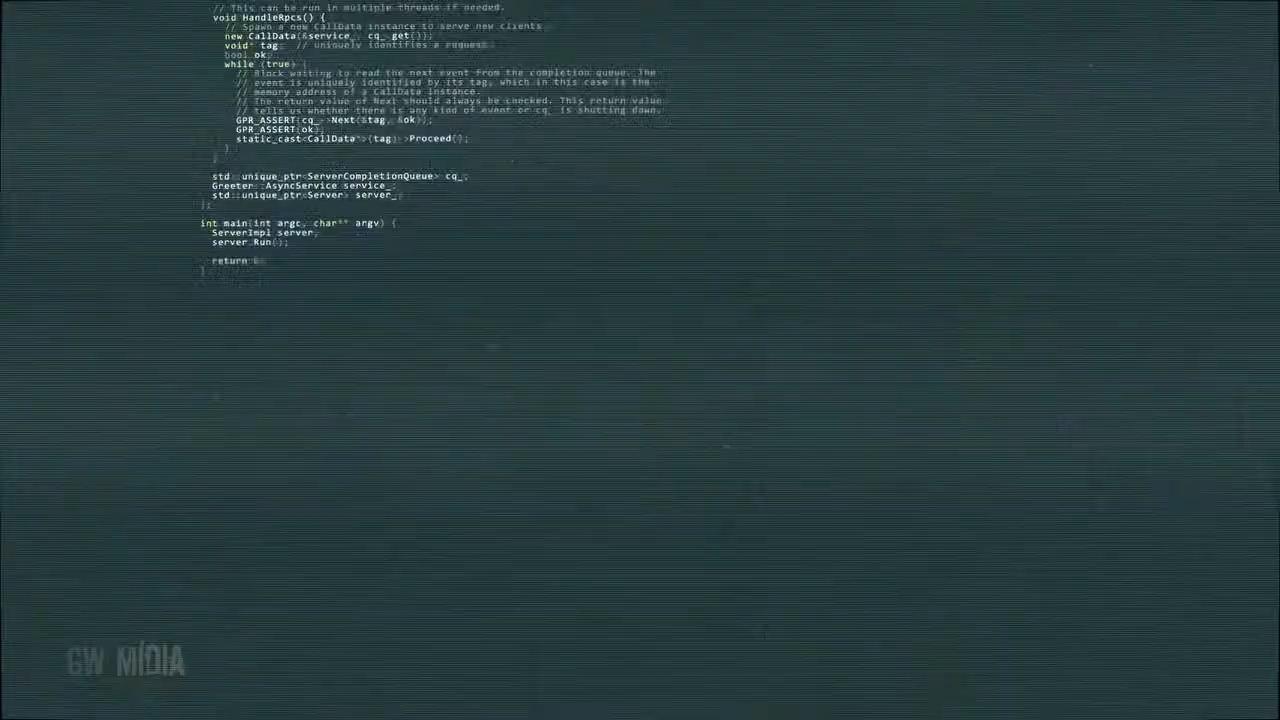 // This can be run in multiple threads if needed.
void HandleRpcs() {
// Spawn a new CallData instance to serve new clients.
new CallData(&service_, cq_.get());
void* tag;  // uniquely identifies a request.
bool ok;
while (true) {
// Block waiting to read the next event from the completion queue. The
// event is uniquely identified by its tag, which in this case is the
// memory address of a CallData instance.
// The return value of Next should always be checked. This return value
// tells us whether there is any kind of event or cq_ is shutting down.
GPR_ASSERT(cq_->Next(&tag, &ok));
GPR_ASSERT(ok);
static_cast<CallData*>(tag)->Proceed();
}
}
std::unique_ptr<ServerCompletionQueue> cq_;
Greeter::AsyncService service_;
std::unique_ptr<Server> server_;
};
int main(int argc, char** argv) {
ServerImpl server;
server.Run();
return
}
GW MÍDIA